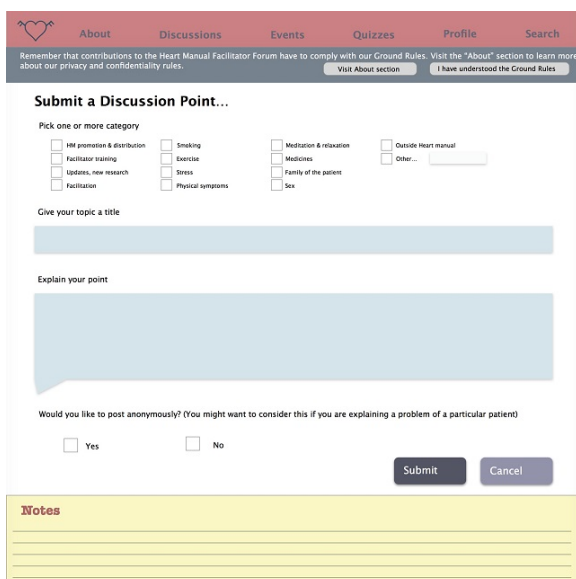 About Discussions Events Quizzes Profile Search
Remember that contributions to the Heart Manual Facilitator Forum have to comply with our Ground Rules. Visit the "About" section to learn more
about our privacy and confidentiality rules.
Visit About section I have understood the Ground Rules
Submit a Discussion Point...
Pick one or more category
HM promotion & distribution Smoking Meditation & relaxation Outside Heart manual
Facilitator training Exercise Medicines Other...
Updates, new research Stress Family of the patient
Facilitation Physical symptoms Sex
Give your topic a title
Explain your point
Would you like to post anonymously? (You might want to consider this if you are explaining a problem of a particular patient)
Yes No
Submit Cancel
Notes